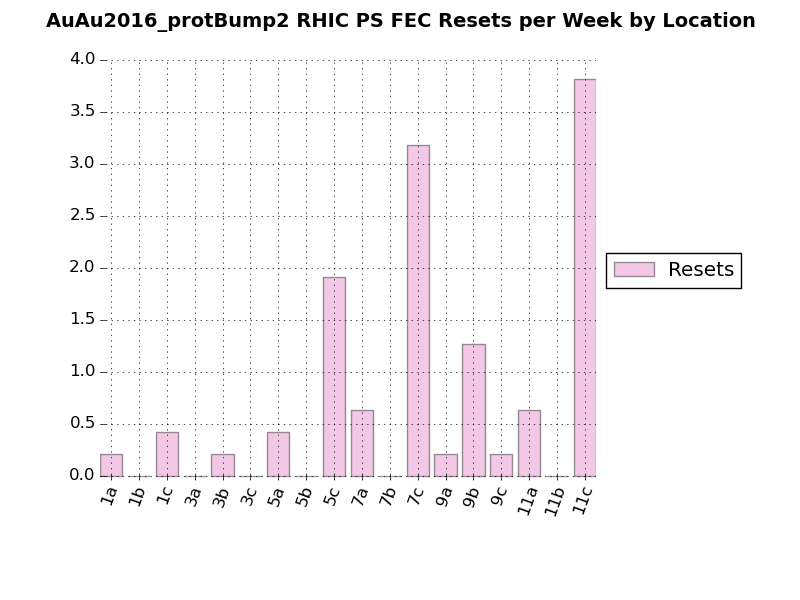 AuAu2016_protBump2 RHIC PS FEC Resets per Week by Location
4.0
3.5
3.0
2.5
2.0
1.5
1.0
0.5
0.0
1a
1b
1c
3a
3b
3c
5a
5b
5c
7a
7b
7c
9a
9b
9c
11a
11b
11c
Resets